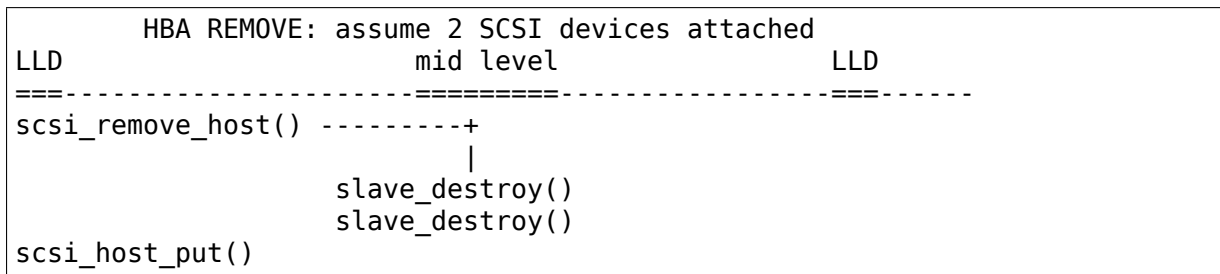 HBA REMOVE: assume 2 SCSI devices attached
LLD                      mid level                 LLD
===----------------------=========-----------------===------
scsi_remove_host() ---------+
                            |
                    slave_destroy()
                    slave_destroy()
scsi_host_put()